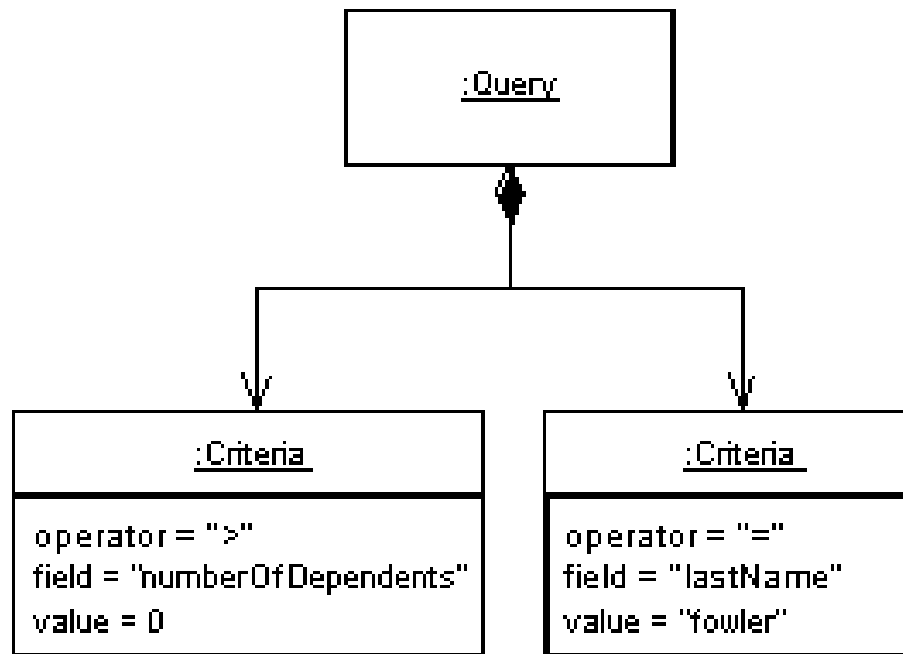 :Query
:Criteria
operator = ">"
field = "numberOfDependents"
value = 0
:Criteria
operator = "="
field = "lastName"
value = "fowler"